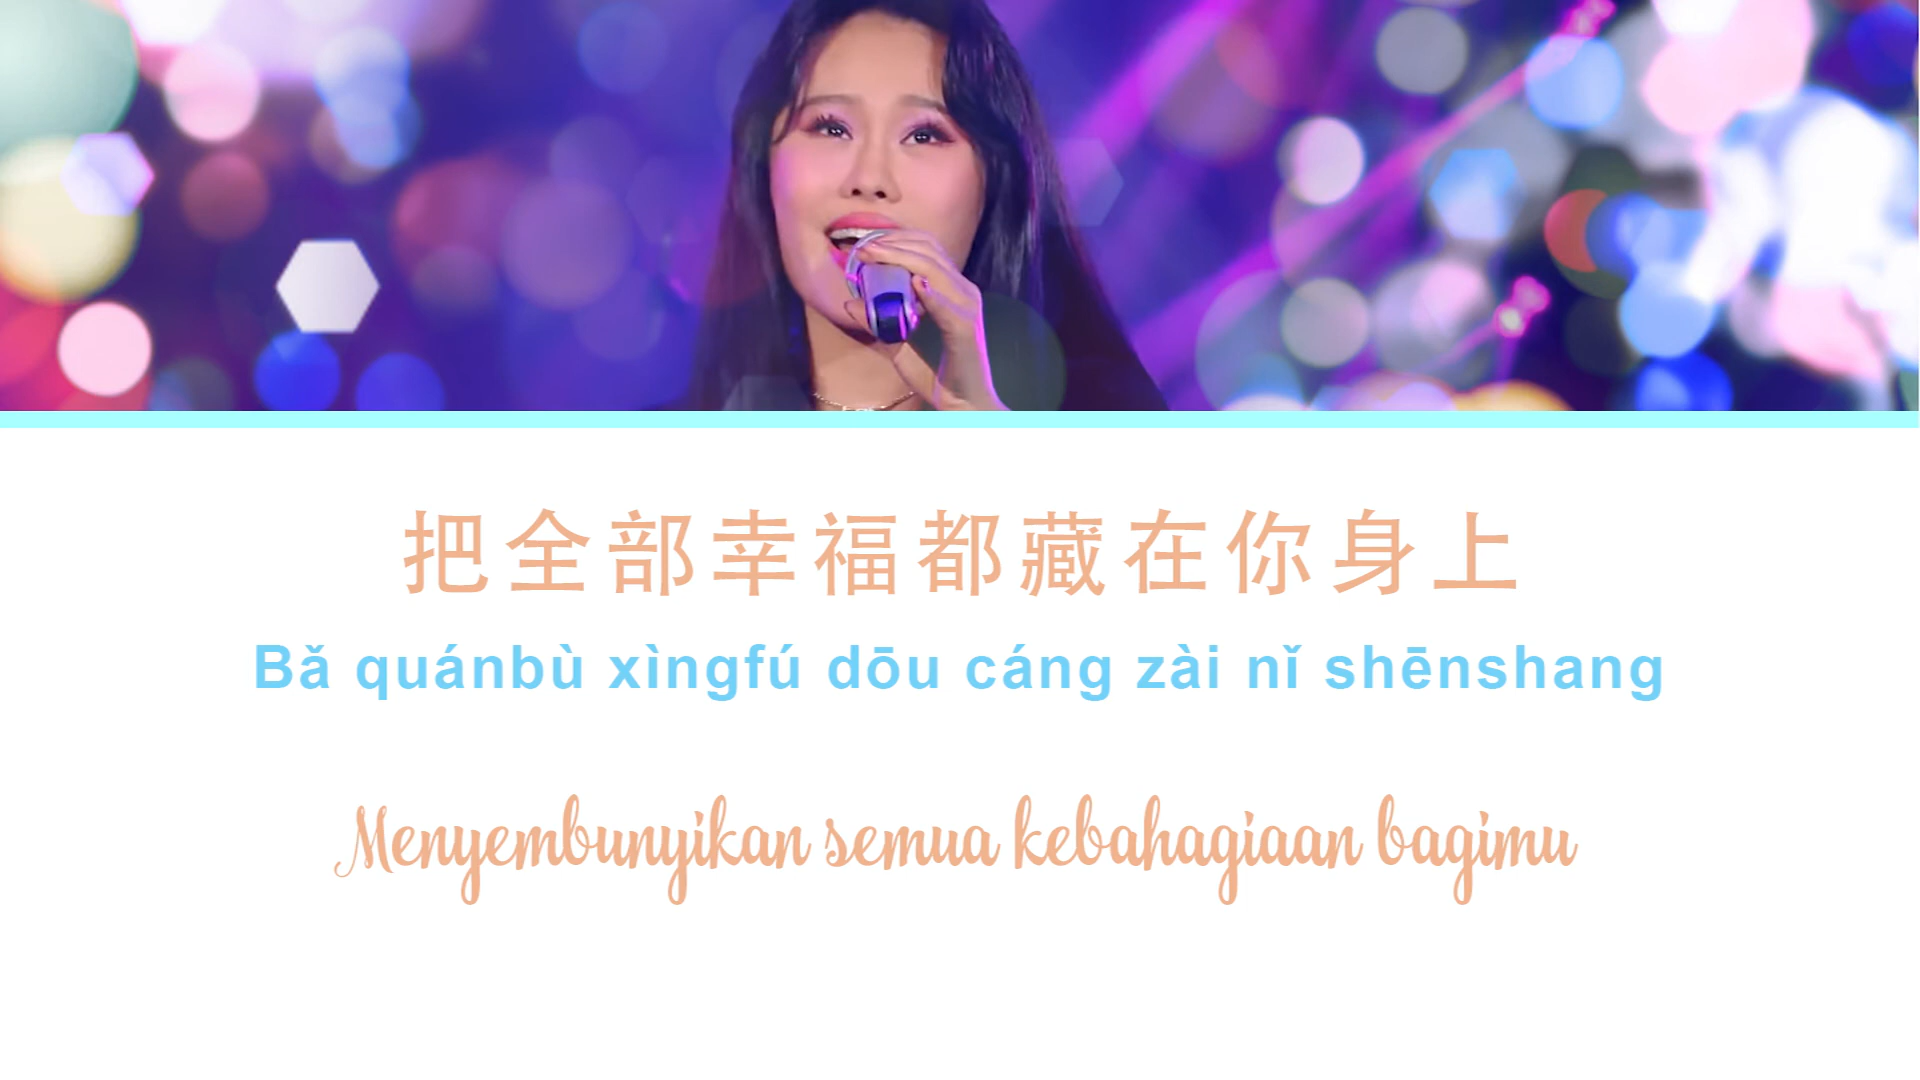 把全部幸福都藏在你身上
Bǎ quánbù xìngfú dōu cáng zài nǐ shēnshang
Menyembunyikan semua kebahagiaan bagimu